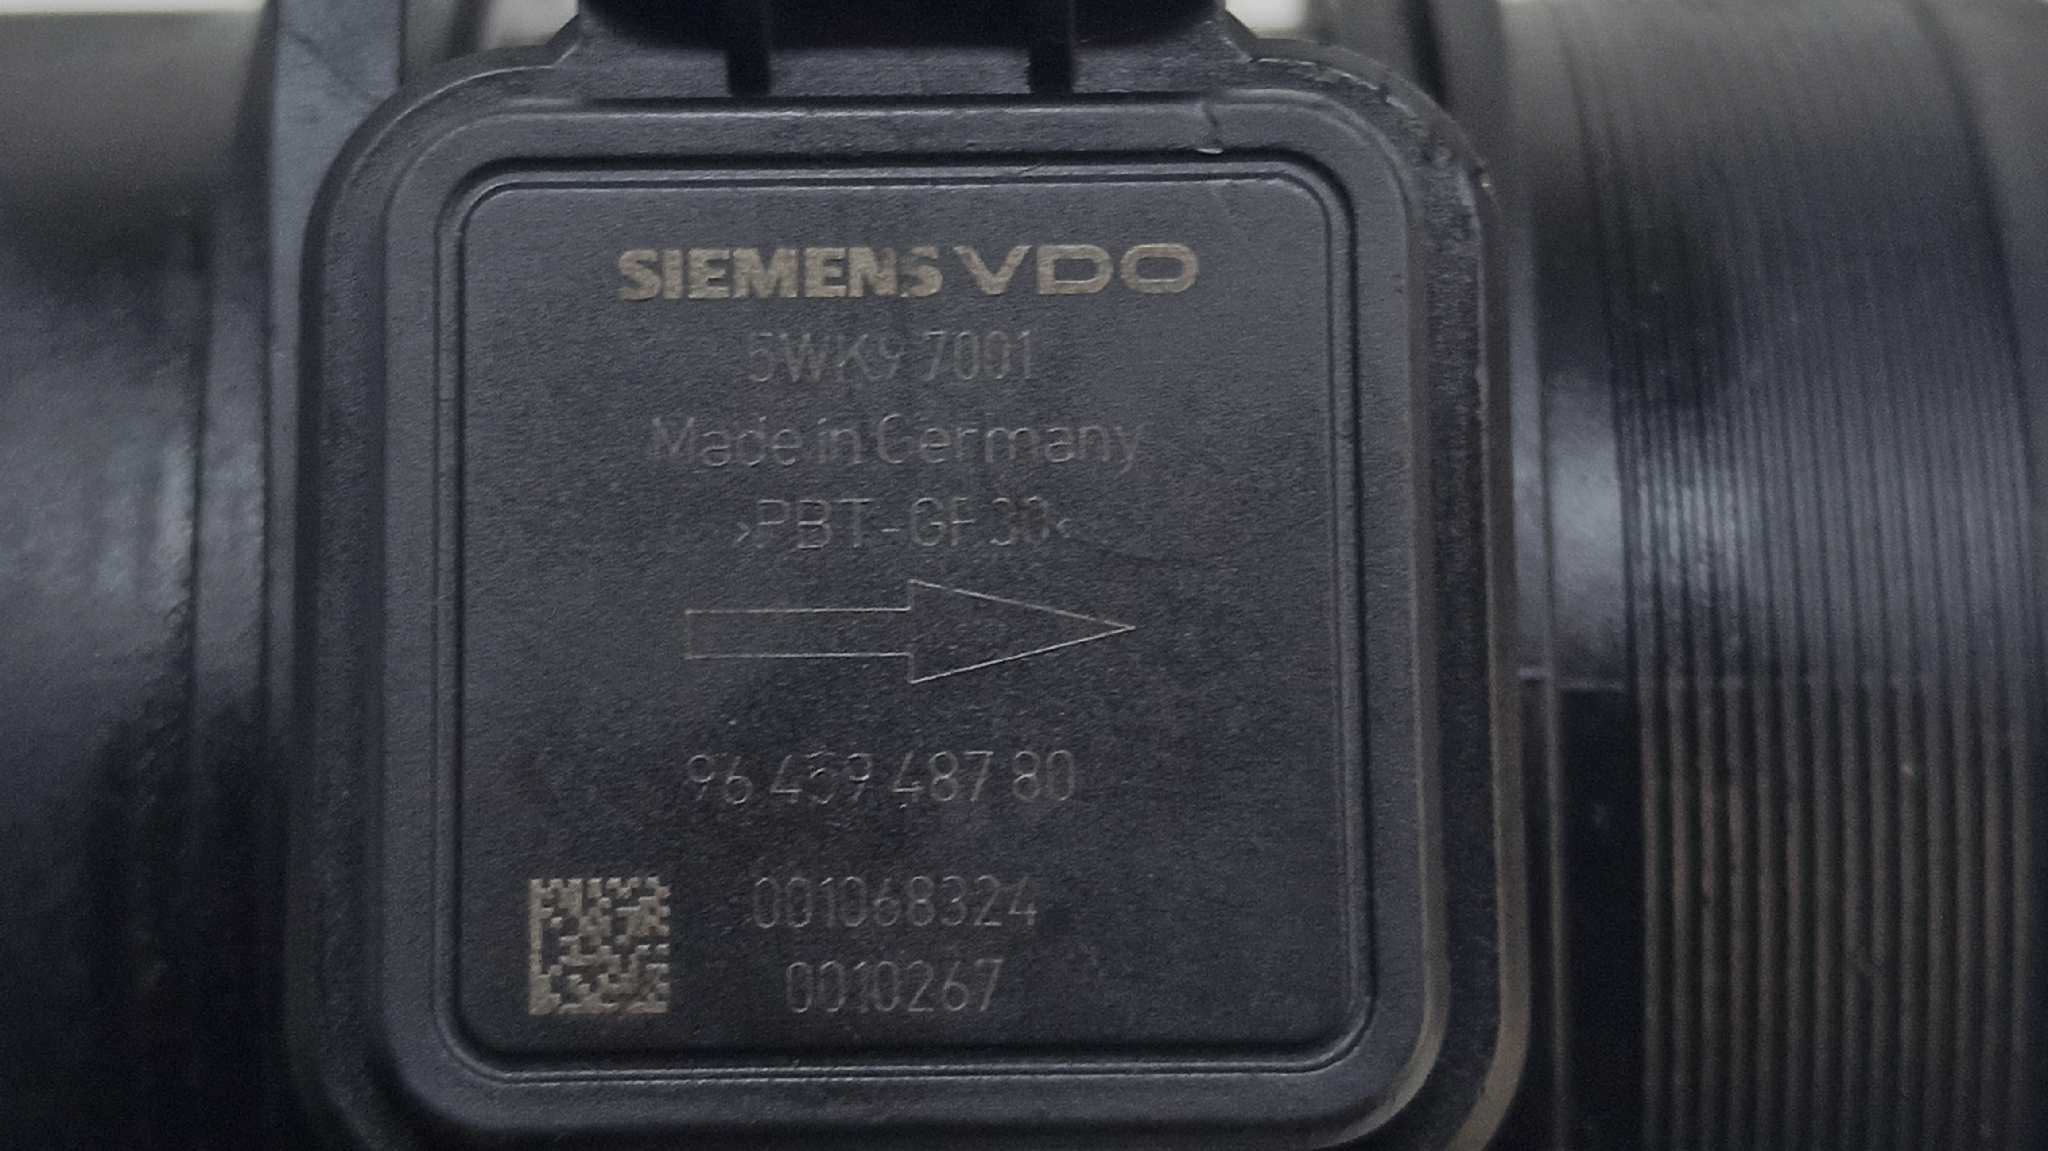 SIEMENS VDO
5WK9 7001
Made in Germany
>PBT-GF30<
96 459 487 80
001068324
0010267